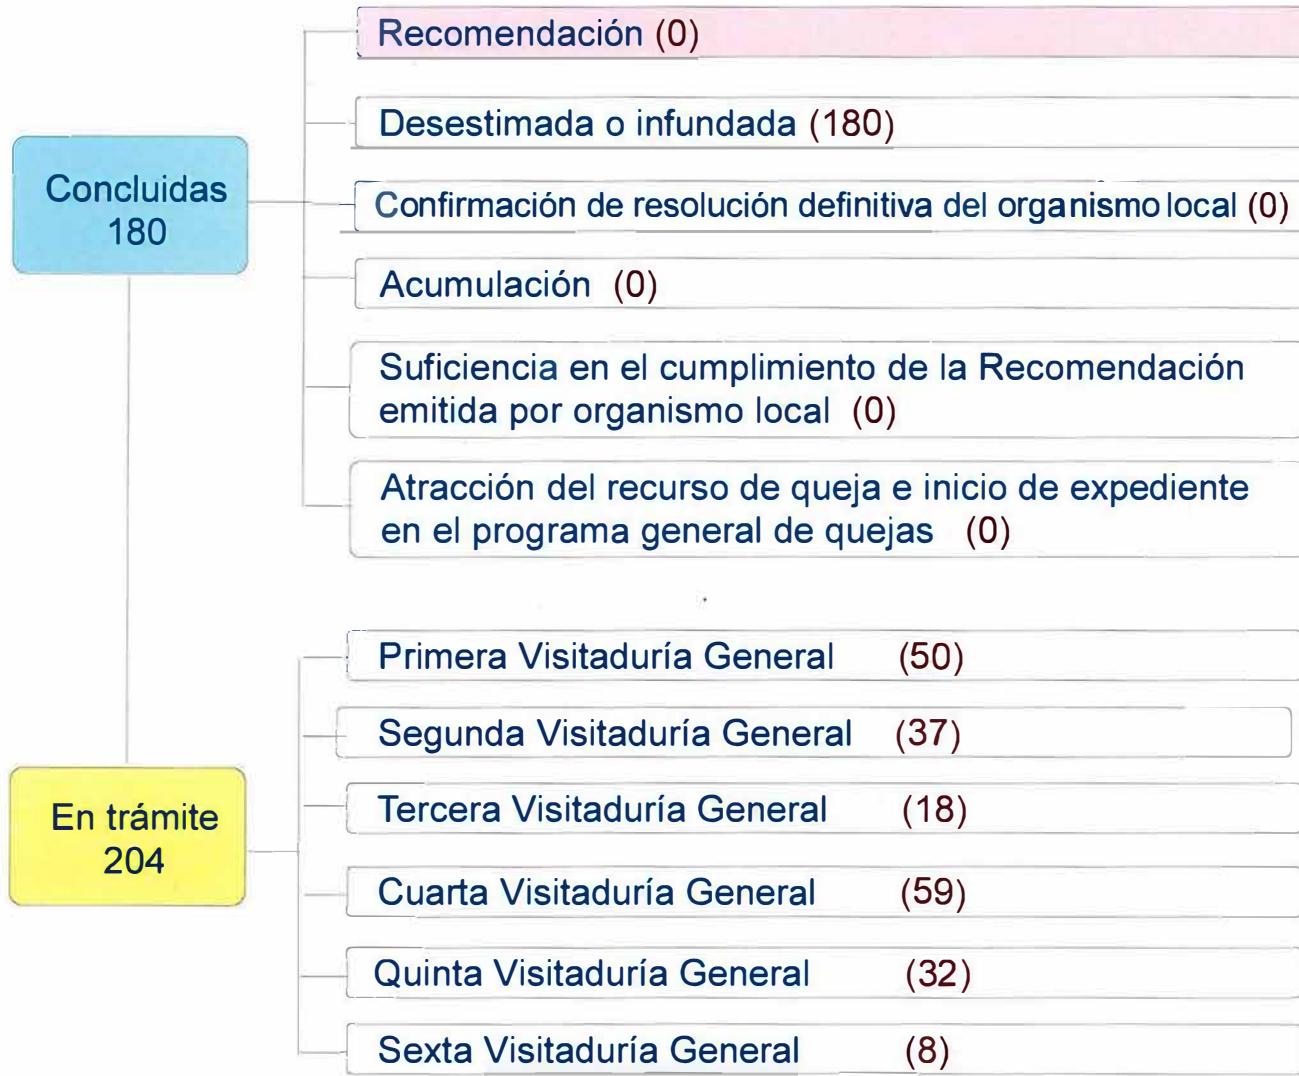 Recomendación (0)
Desestimada o infundada (180)
Concluidas
180
Confirmación de resolución definitiva del organismo local (0)
Acumulación (0)
Suficiencia en el cumplimiento de la Recomendación
emitida por organismo local (0)
Atracción del recurso de queja e inicio de expediente
en el programa general de quejas (0)
En trámite
204
Primera Visitaduría General (50)
Segunda Visitaduría General (37)
Tercera Visitaduría General (18)
Cuarta Visitaduría General (59)
Quinta Visitaduría General (32)
Sexta Visitaduría General (8)